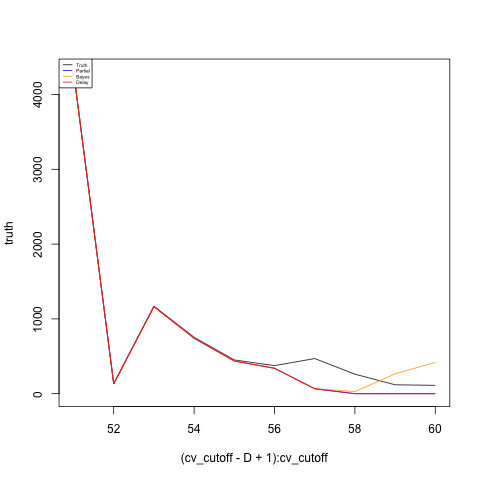 Truth
Partial
Bayes
Delay
4000
3000
2000
1000
0
truth
52 54 56 58 60
(cv_cutoff - D + 1):cv_cutoff